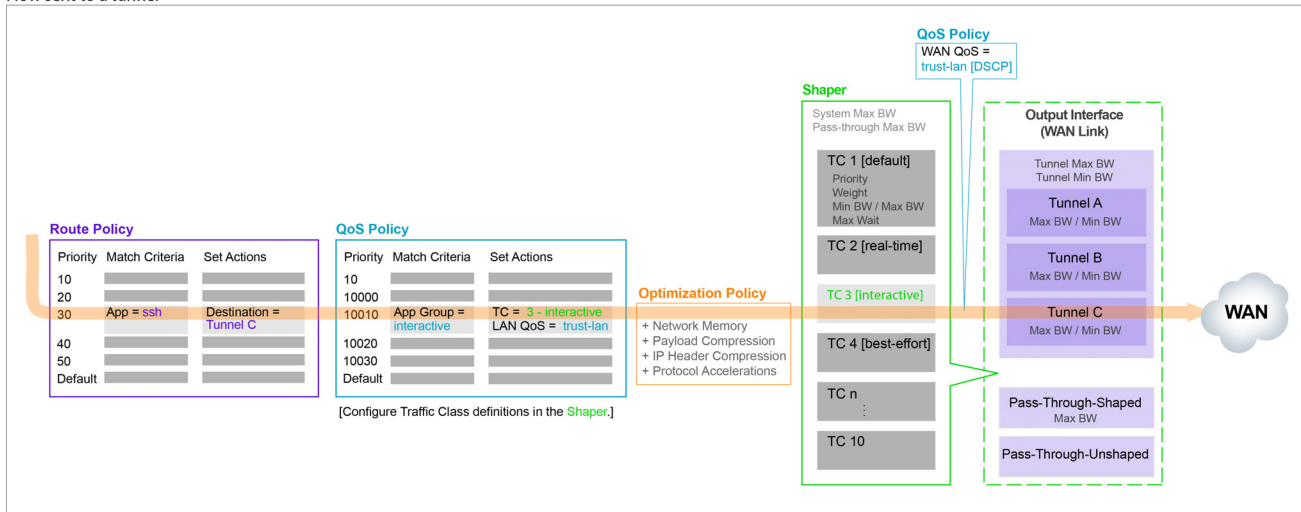 Flow sent to a tunnel
Route Policy
Priority Match Criteria Set Actions
10
20
30 App = ssh Destination =
Tunnel C
40
50
Default
QoS Policy
Priority Match Criteria Set Actions
10
10000
10010 App Group = TC = 3 - interactive
interactive LAN QoS = trust-lan
10020
10030
Default
[Configure Traffic Class definitions in the Shaper.]
Optimization Policy
+ Network Memory
+ Payload Compression
+ IP Header Compression
+ Protocol Accelerations
Shaper
System Max BW
Pass-through Max BW
TC 1 [default]
Priority
Weight
Min BW / Max BW
Max Wait
TC 2 [real-time]
TC 3 [interactive]
TC 4 [best-effort]
TC n
⋮
TC 10
QoS Policy
WAN QoS =
trust-lan [DSCP]
Output Interface
(WAN Link)
Tunnel Max BW
Tunnel Min BW
Tunnel A
Max BW / Min BW
Tunnel B
Max BW / Min BW
Tunnel C
Max BW / Min BW
Pass-Through-Shaped
Max BW
Pass-Through-Unshaped
WAN